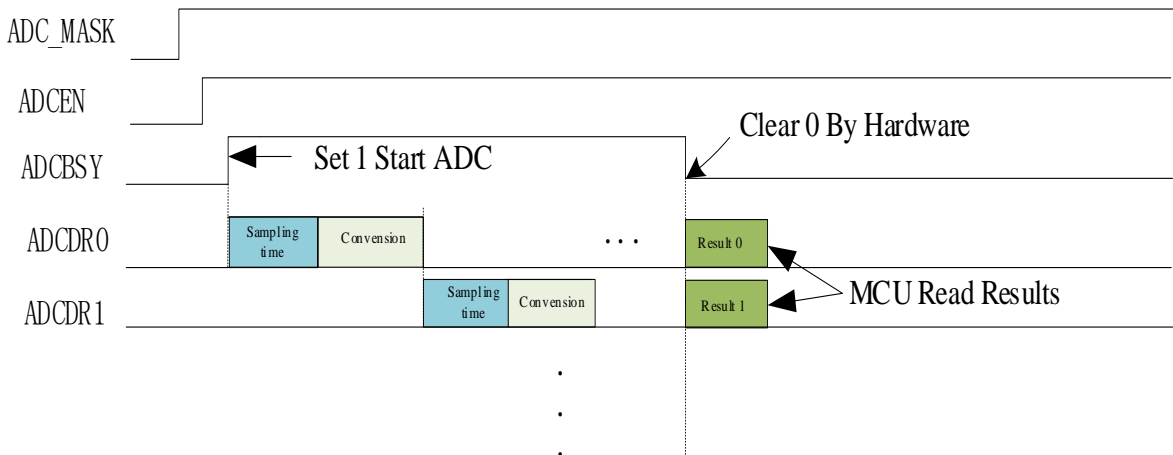 ADC_MASK
ADCEN
Clear 0 By Hardware
ADCBSY
Set 1 Start ADC
ADCDR0
Sampling
time
Convension
...
Result 0
MCU Read Results
ADCDR1
Sampling
time
Convension
Result 1
.
.
.